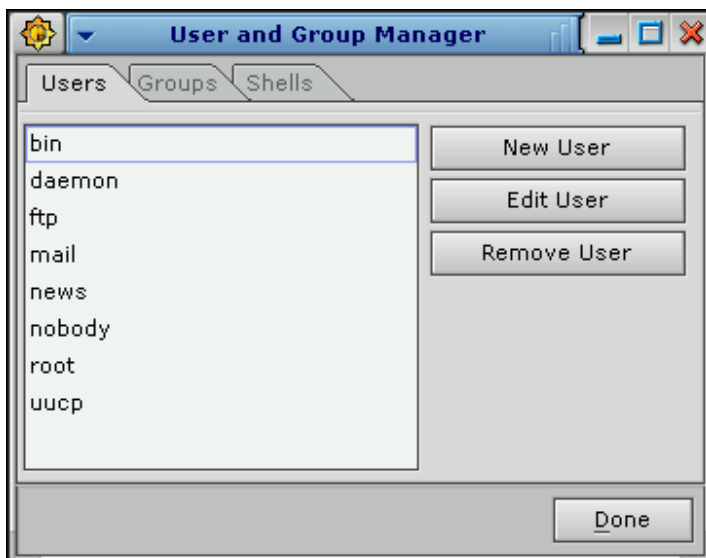 User and Group Manager
Users Groups Shells
bin
daemon
ftp
mail
news
nobody
root
uucp
New User
Edit User
Remove User
Done